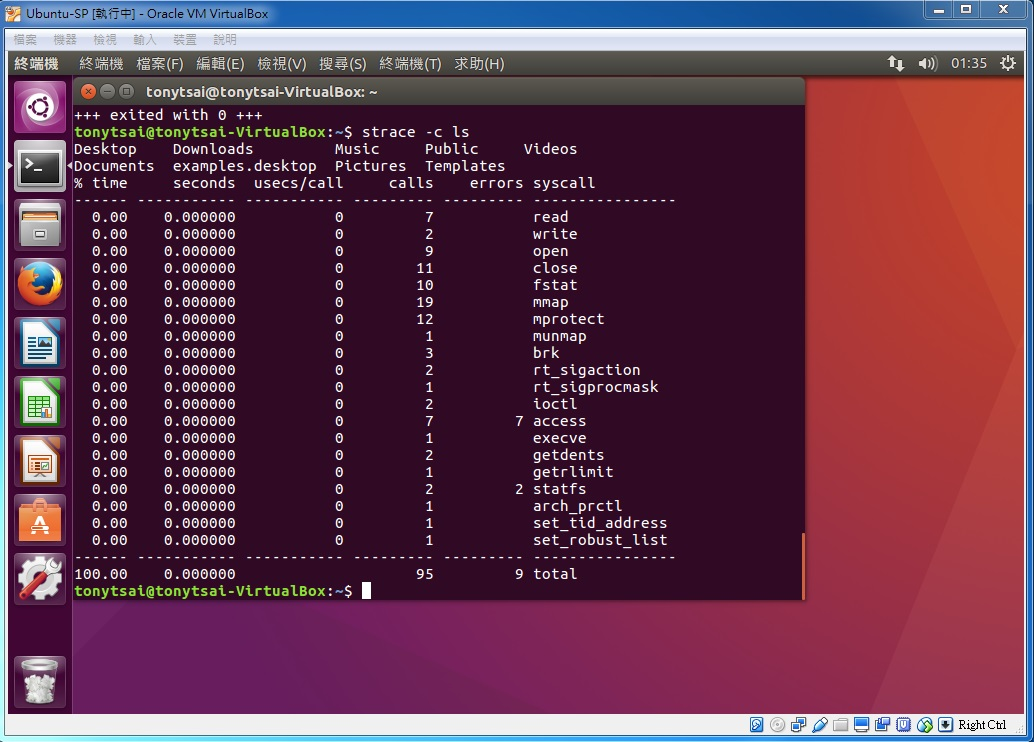 Ubuntu-SP [執行中] - Oracle VM VirtualBox
檔案 機器 檢視 輸入 裝置 說明
終端機 終端機 檔案(F) 編輯(E) 檢視(V) 搜尋(S) 終端機(T) 求助(H) 01:35
tonytsai@tonytsai-VirtualBox: ~
+++ exited with 0 +++
tonytsai@tonytsai-VirtualBox:~$ strace -c ls
Desktop    Downloads         Music     Public     Videos
Documents  examples.desktop  Pictures  Templates
% time     seconds  usecs/call     calls    errors syscall
------ ----------- ----------- --------- --------- ----------------
  0.00    0.000000           0         7           read
  0.00    0.000000           0         2           write
  0.00    0.000000           0         9           open
  0.00    0.000000           0        11           close
  0.00    0.000000           0        10           fstat
  0.00    0.000000           0        19           mmap
  0.00    0.000000           0        12           mprotect
  0.00    0.000000           0         1           munmap
  0.00    0.000000           0         3           brk
  0.00    0.000000           0         2           rt_sigaction
  0.00    0.000000           0         1           rt_sigprocmask
  0.00    0.000000           0         2           ioctl
  0.00    0.000000           0         7         7 access
  0.00    0.000000           0         1           execve
  0.00    0.000000           0         2           getdents
  0.00    0.000000           0         1           getrlimit
  0.00    0.000000           0         2         2 statfs
  0.00    0.000000           0         1           arch_prctl
  0.00    0.000000           0         1           set_tid_address
  0.00    0.000000           0         1           set_robust_list
------ ----------- ----------- --------- --------- ----------------
100.00    0.000000                    95         9 total
tonytsai@tonytsai-VirtualBox:~$
Right Ctrl